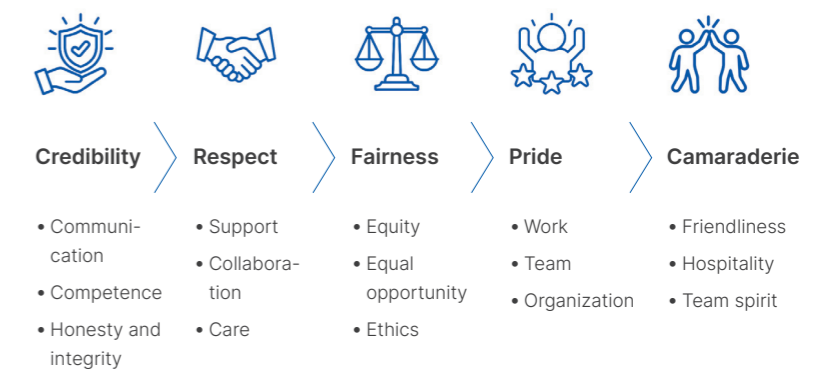 Credibility
Respect
Fairness
Pride
Camaraderie
• Communi-
cation
• Competence
• Honesty and
integrity
• Support
• Collabora-
tion
• Care
• Equity
• Equal
opportunity
• Ethics
• Work
• Team
• Organization
• Friendliness
• Hospitality
• Team spirit